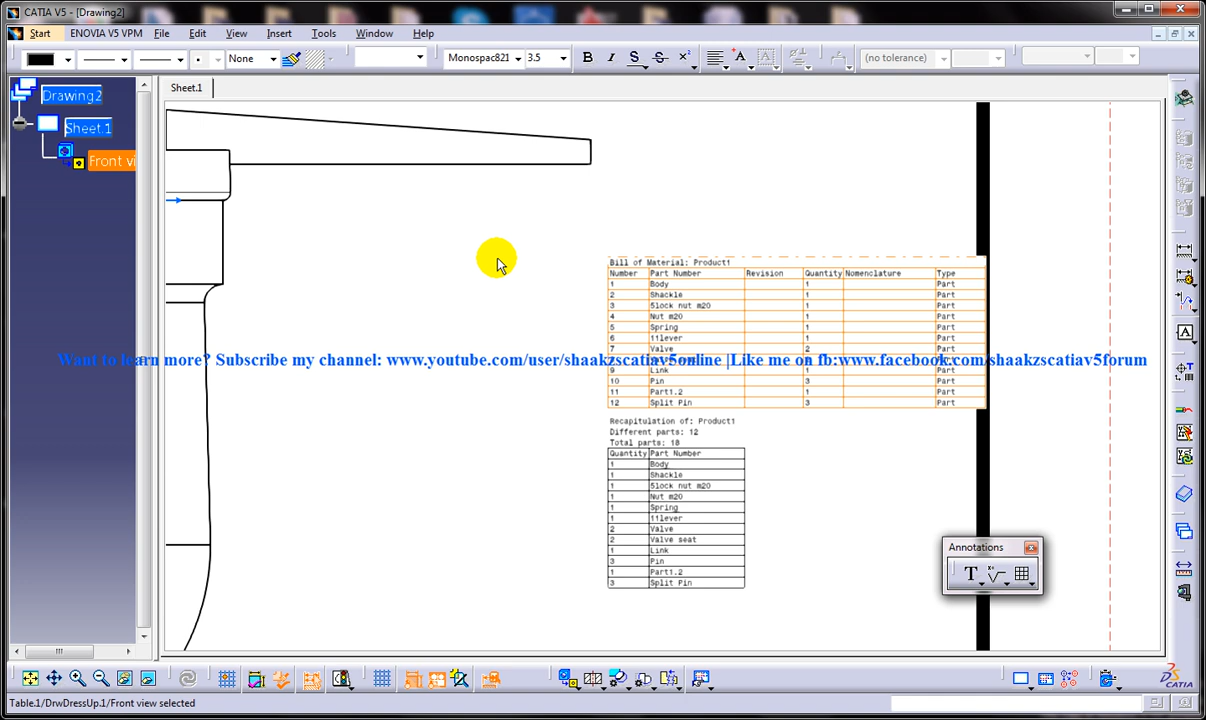 CATIA V5 - [Drawing2]
Start ENOVIA V5 VPM File Edit View Insert Tools Window Help
None Monospac821 3.5 B I S S X (no tolerance)
Drawing2
Sheet.1
Front vi
Sheet.1
Bill of Material: Product1
Number Part Number Revision Quantity Nomenclature Type
1 Body 1 Part
2 Shackle 1 Part
3 5lock nut m20 1 Part
4 Nut m20 1 Part
5 Spring 1 Part
6 11lever 1 Part
7 Valve 2 Part
Want to learn more? Subscribe my channel: www.youtube.com/user/shaakzscatiav5online |Like me on fb:www.facebook.com/shaakzscatiav5forum
9 Link 1 Part
10 Pin 3 Part
11 Part1.2 1 Part
12 Split Pin 3 Part
Recapitulation of: Product1
Different parts: 12
Total parts: 18
Quantity Part Number
1 Body
1 Shackle
1 5lock nut m20
1 Nut m20
1 Spring
1 11lever
2 Valve
2 Valve seat
1 Link
3 Pin
1 Part1.2
3 Split Pin
Annotations
Table.1/DrwDressUp.1/Front view selected